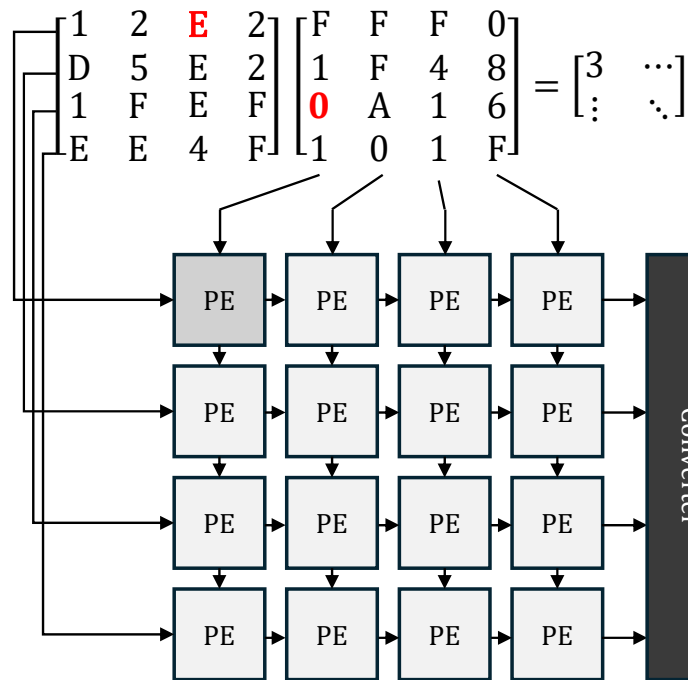 [1 2 E 2] [F F F 0]
[D 5 E 2] [1 F 4 8] = [3 ⋯]
[1 F E F] [0 A 1 6] [⋮ ⋱]
[E E 4 F] [1 0 1 F]
PE PE PE PE
PE PE PE PE
PE PE PE PE
PE PE PE PE
Converter